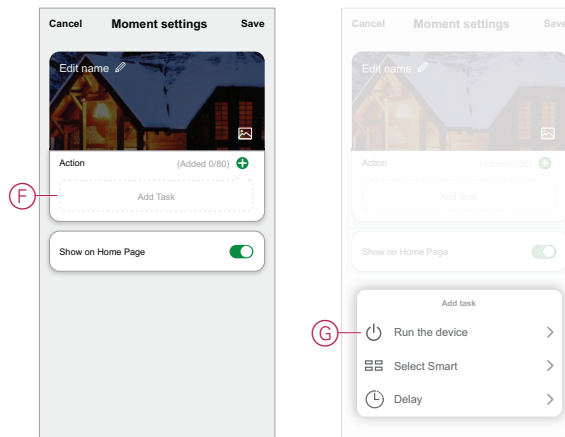 Cancel Moment settings Save
Edit name
Action (Added 0/80)
F
Add Task
Show on Home Page
Cancel Moment settings Save
Edit name
Action (Added 0/80)
Add Task
Show on Home Page
Add task
G
Run the device
Select Smart
Delay